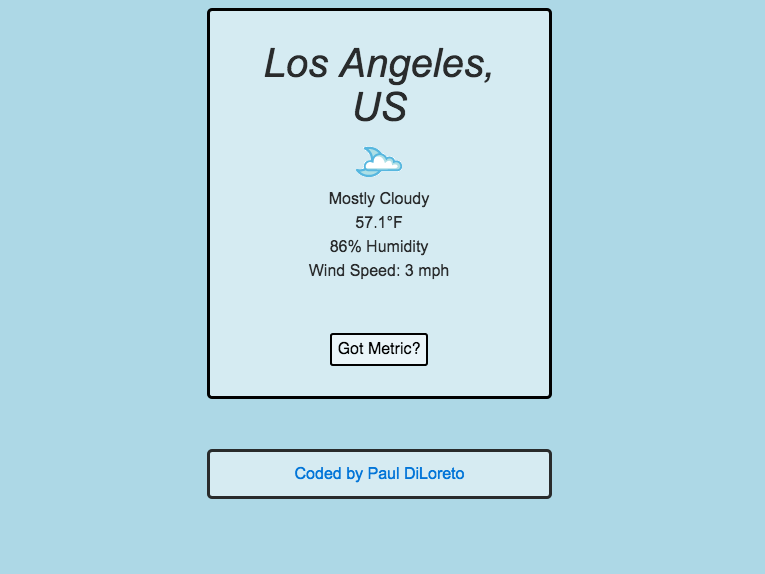 Los Angeles,
US
Mostly Cloudy
57.1°F
86% Humidity
Wind Speed: 3 mph
Got Metric?
Coded by Paul DiLoreto